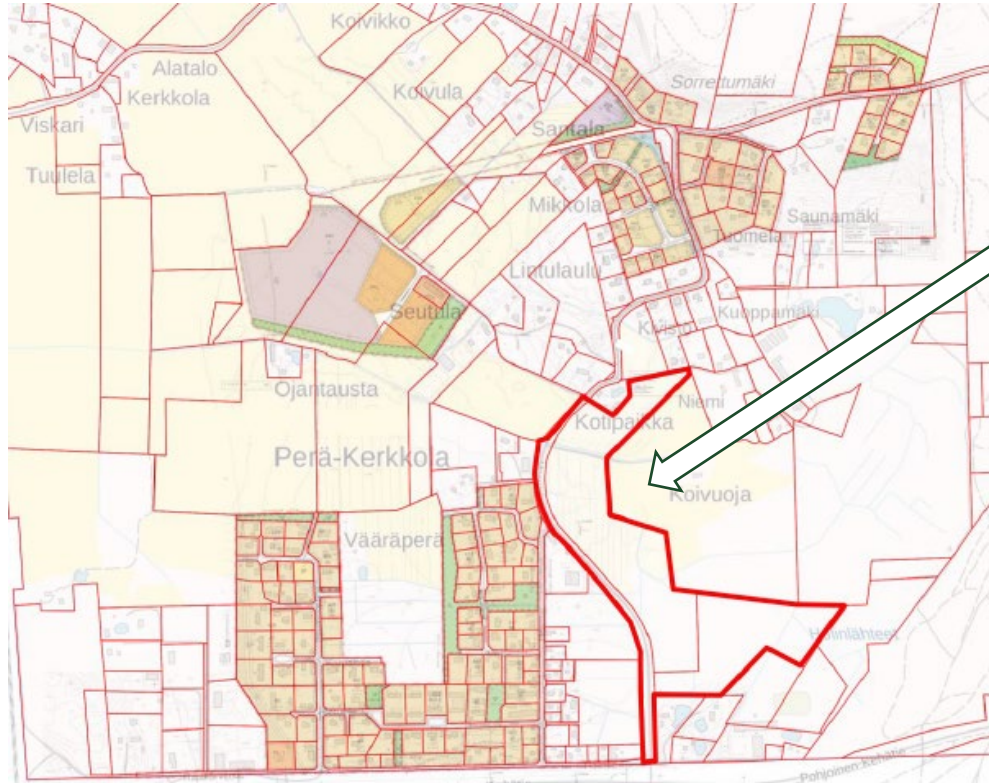 Koivikko
Alatalo
Kerkkola
Koivula
Sorrettumäki
Viskari
Santala
Tuulela
Mikkola
Saunamäki
Tuomela
Lintulaulu
Seutula
Kivistö
Kuoppamäki
Ojantausta
Niemi
Kotipaikka
Perä-Kerkkola
Koivuoja
Vääräperä
Pohjoinen Kehätie